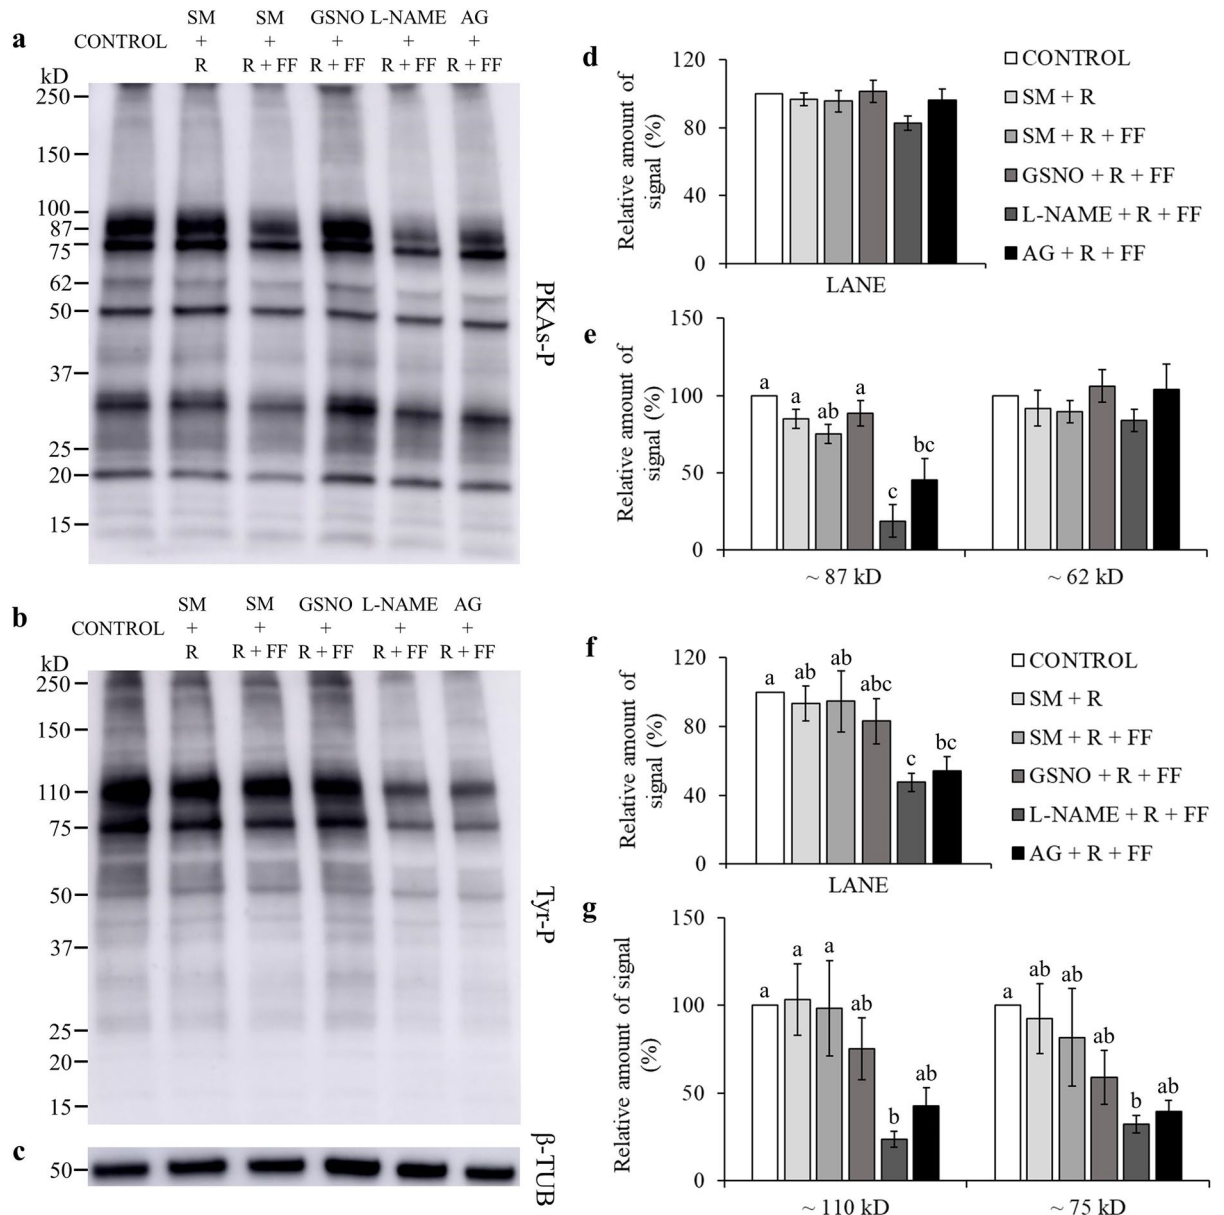 a
CONTROL
SM
+
R
SM
+
R + FF
GSNO
+
R + FF
L-NAME
+
R + FF
AG
+
R + FF
kD
250
150
100
87
75
62
50
37
25
20
15
PKAs-P
b
CONTROL
SM
+
R
SM
+
R + FF
GSNO
+
R + FF
L-NAME
+
R + FF
AG
+
R + FF
kD
250
150
110
75
50
37
25
20
15
Tyr-P
c
50
β-TUB
d
Relative amount of
signal (%)
120
80
40
0
LANE
CONTROL
SM + R
SM + R + FF
GSNO + R + FF
L-NAME + R + FF
AG + R + FF
e
Relative amount of
signal (%)
150
100
50
0
a
a
ab
a
c
bc
~ 87 kD
~ 62 kD
f
Relative amount of
signal (%)
120
80
40
0
a
ab
ab
abc
c
bc
LANE
CONTROL
SM + R
SM + R + FF
GSNO + R + FF
L-NAME + R + FF
AG + R + FF
g
Relative amount of signal
(%)
150
100
50
0
a
a
a
ab
b
ab
a
ab
ab
ab
b
ab
~ 110 kD
~ 75 kD